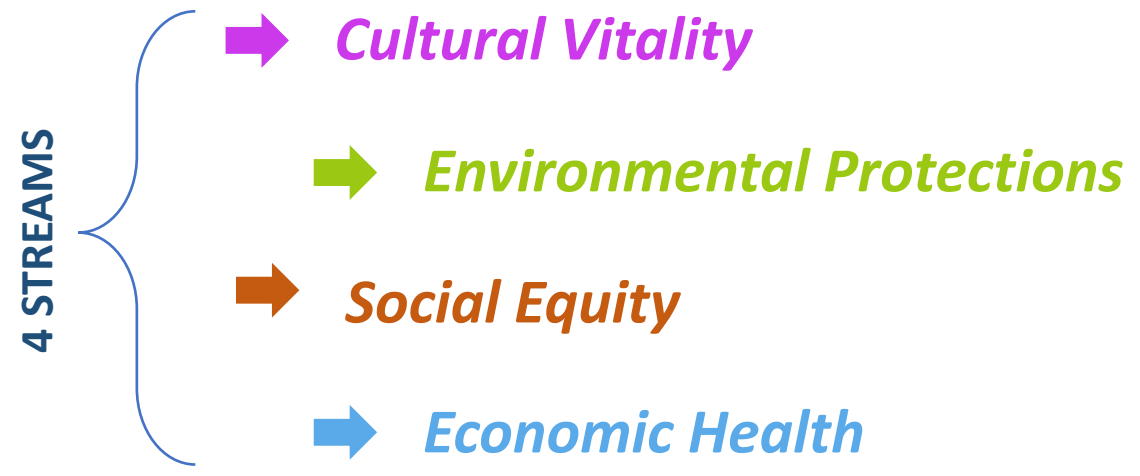 4 STREAMS
Cultural Vitality
Environmental Protections
Social Equity
Economic Health